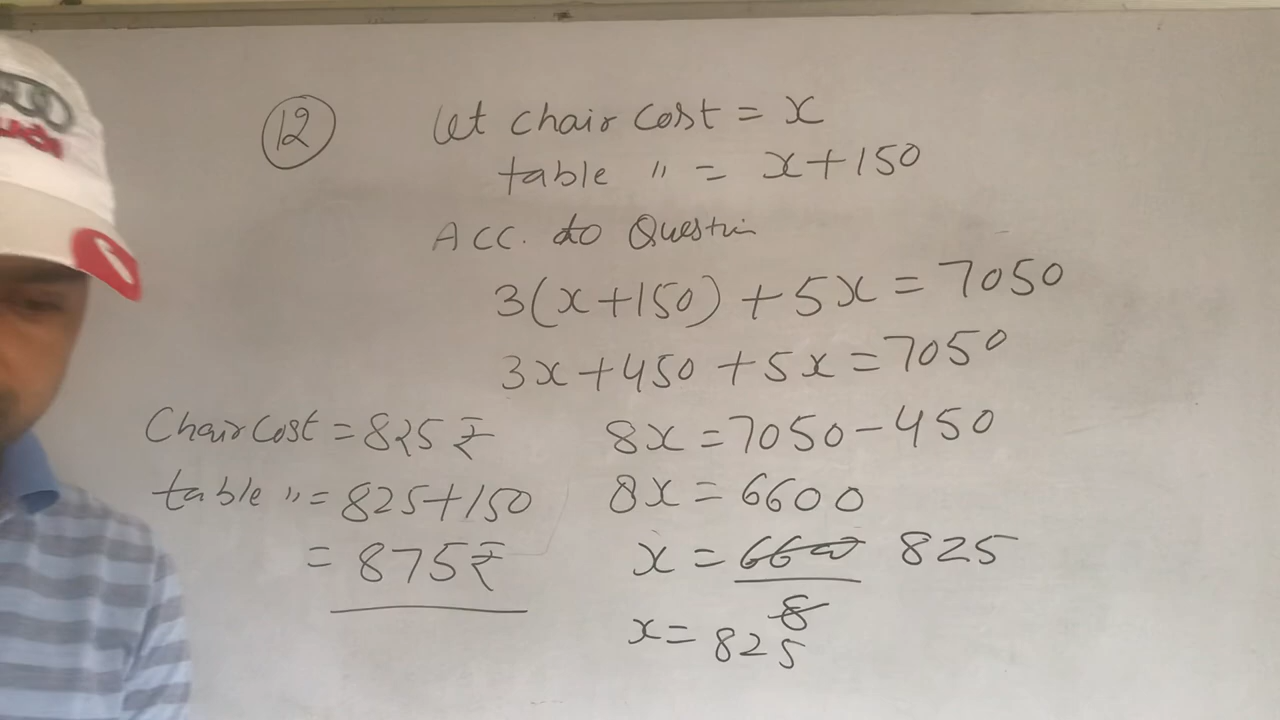 12 Let chair cost = x
table " = x+150
Acc. to Questin
3(x+150) + 5x = 7050
3x+450 + 5x = 7050
8x = 7050-450
8x = 6600
x = 6600/8 825
x = 825
Chair cost = 825 ₹
table " = 825+150
= 875₹